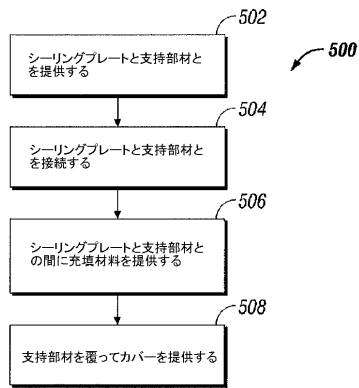 502
500
シーリングプレートと支持部材と
を提供する
504
シーリングプレートと支持部材と
を接続する
506
シーリングプレートと支持部材と
の間に充填材料を提供する
508
支持部材を覆ってカバーを提供する